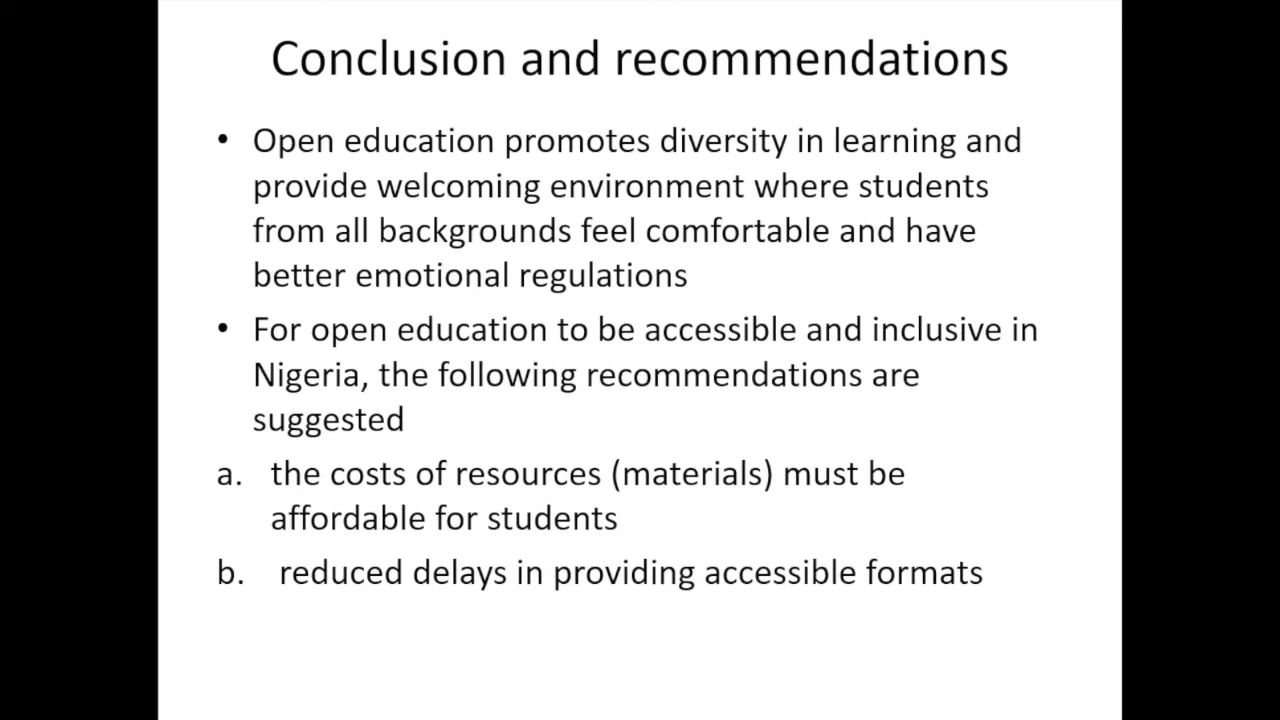 Conclusion and recommendations
• Open education promotes diversity in learning and
provide welcoming environment where students
from all backgrounds feel comfortable and have
better emotional regulations
• For open education to be accessible and inclusive in
Nigeria, the following recommendations are
suggested
a. the costs of resources (materials) must be
affordable for students
b. reduced delays in providing accessible formats